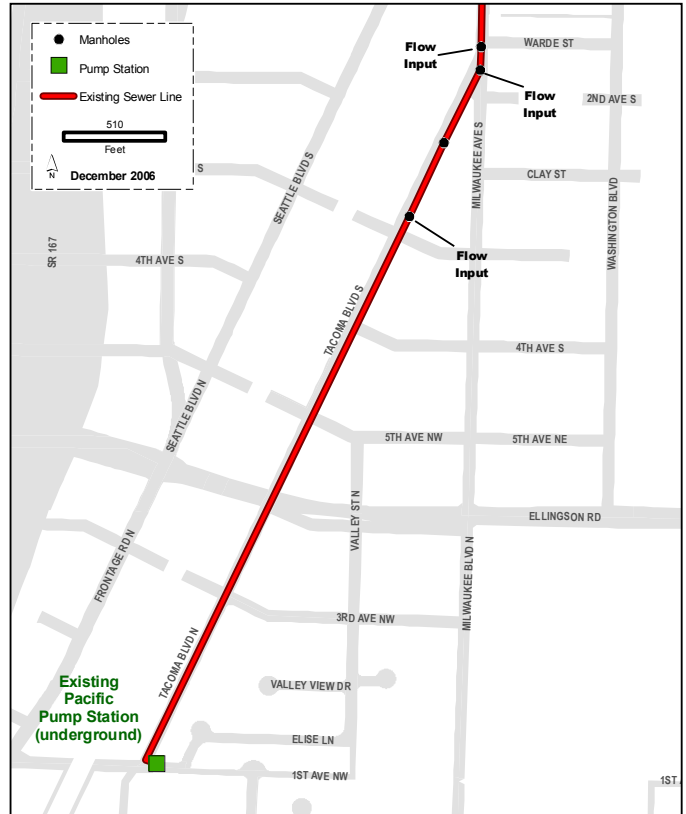 Manholes
Pump Station
Existing Sewer Line
510
Feet
N
December 2006
Flow
Input
WARDE ST
Flow
Input
2ND AVE S
MILWAUKEE AVE S
CLAY ST
WASHINGTON BLVD
SEATTLE BLVD S
S
SR 167
4TH AVE S
Flow
Input
TACOMA BLVD S
4TH AVE S
SEATTLE BLVD N
5TH AVE NW
5TH AVE NE
VALLEY ST N
ELLINGSON RD
FRONTAGE RD N
MILWAUKEE BLVD N
3RD AVE NW
TACOMA BLVD N
Existing
Pacific
Pump Station
(underground)
VALLEY VIEW DR
ELISE LN
1ST AVE NW
1ST